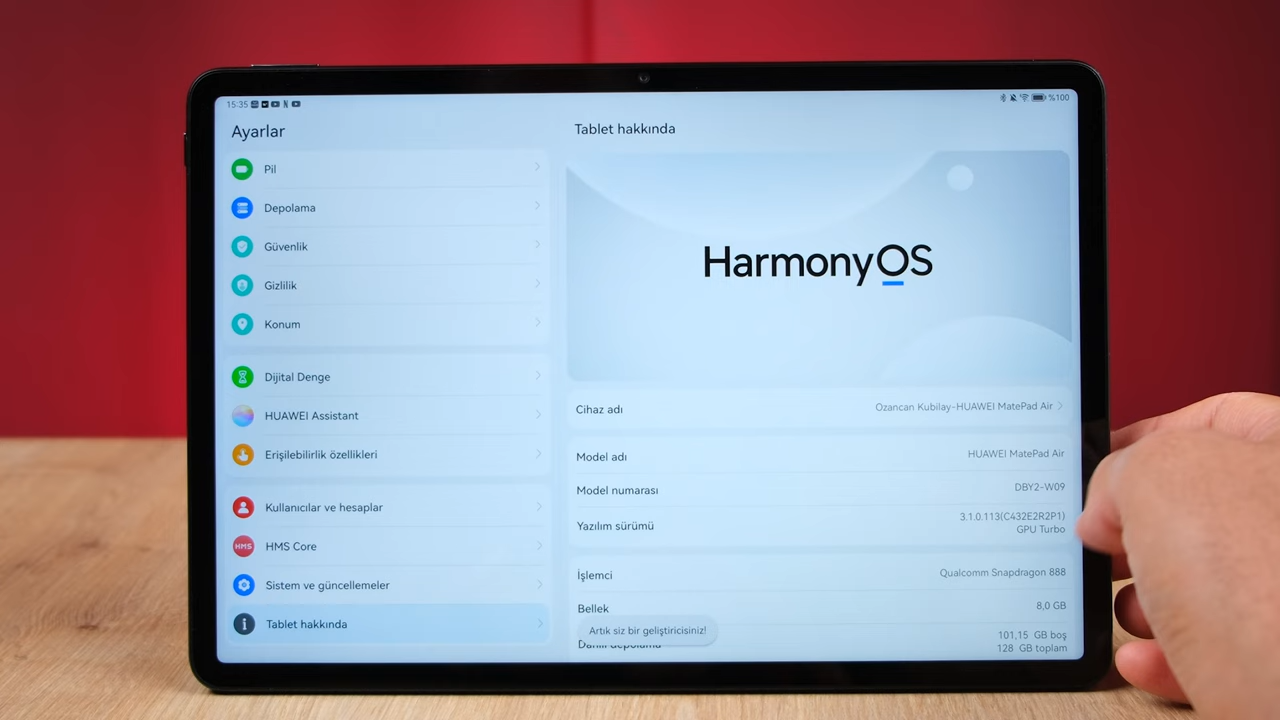 15:35
%100
Ayarlar
Pil
Depolama
Güvenlik
Gizlilik
Konum
Dijital Denge
HUAWEI Assistant
Erişilebilirlik özellikleri
Kullanıcılar ve hesaplar
HMS
HMS Core
Sistem ve güncellemeler
Tablet hakkında
Tablet hakkında
HarmonyOS
Cihaz adı
Ozancan Kubilay-HUAWEI MatePad Air
Model adı
HUAWEI MatePad Air
Model numarası
DBY2-W09
Yazılım sürümü
3.1.0.113(C432E2R2P1)
GPU Turbo
İşlemci
Qualcomm Snapdragon 888
Bellek
8,0 GB
Artık siz bir geliştiricisiniz!
101,15 GB boş
128 GB toplam